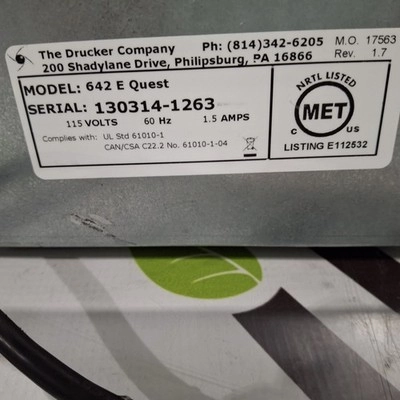 The Drucker Company Ph: (814)342-6205 M.O. 17563
200 Shadylane Drive, Philipsburg, PA 16866 Rev. 1.7
MODEL: 642 E Quest
SERIAL: 130314-1263
115 VOLTS 60 Hz 1.5 AMPS
Complies with: UL Std 61010-1
CAN/CSA C22.2 No. 61010-1-04
NRTL LISTED
MET
C US
LISTING E112532